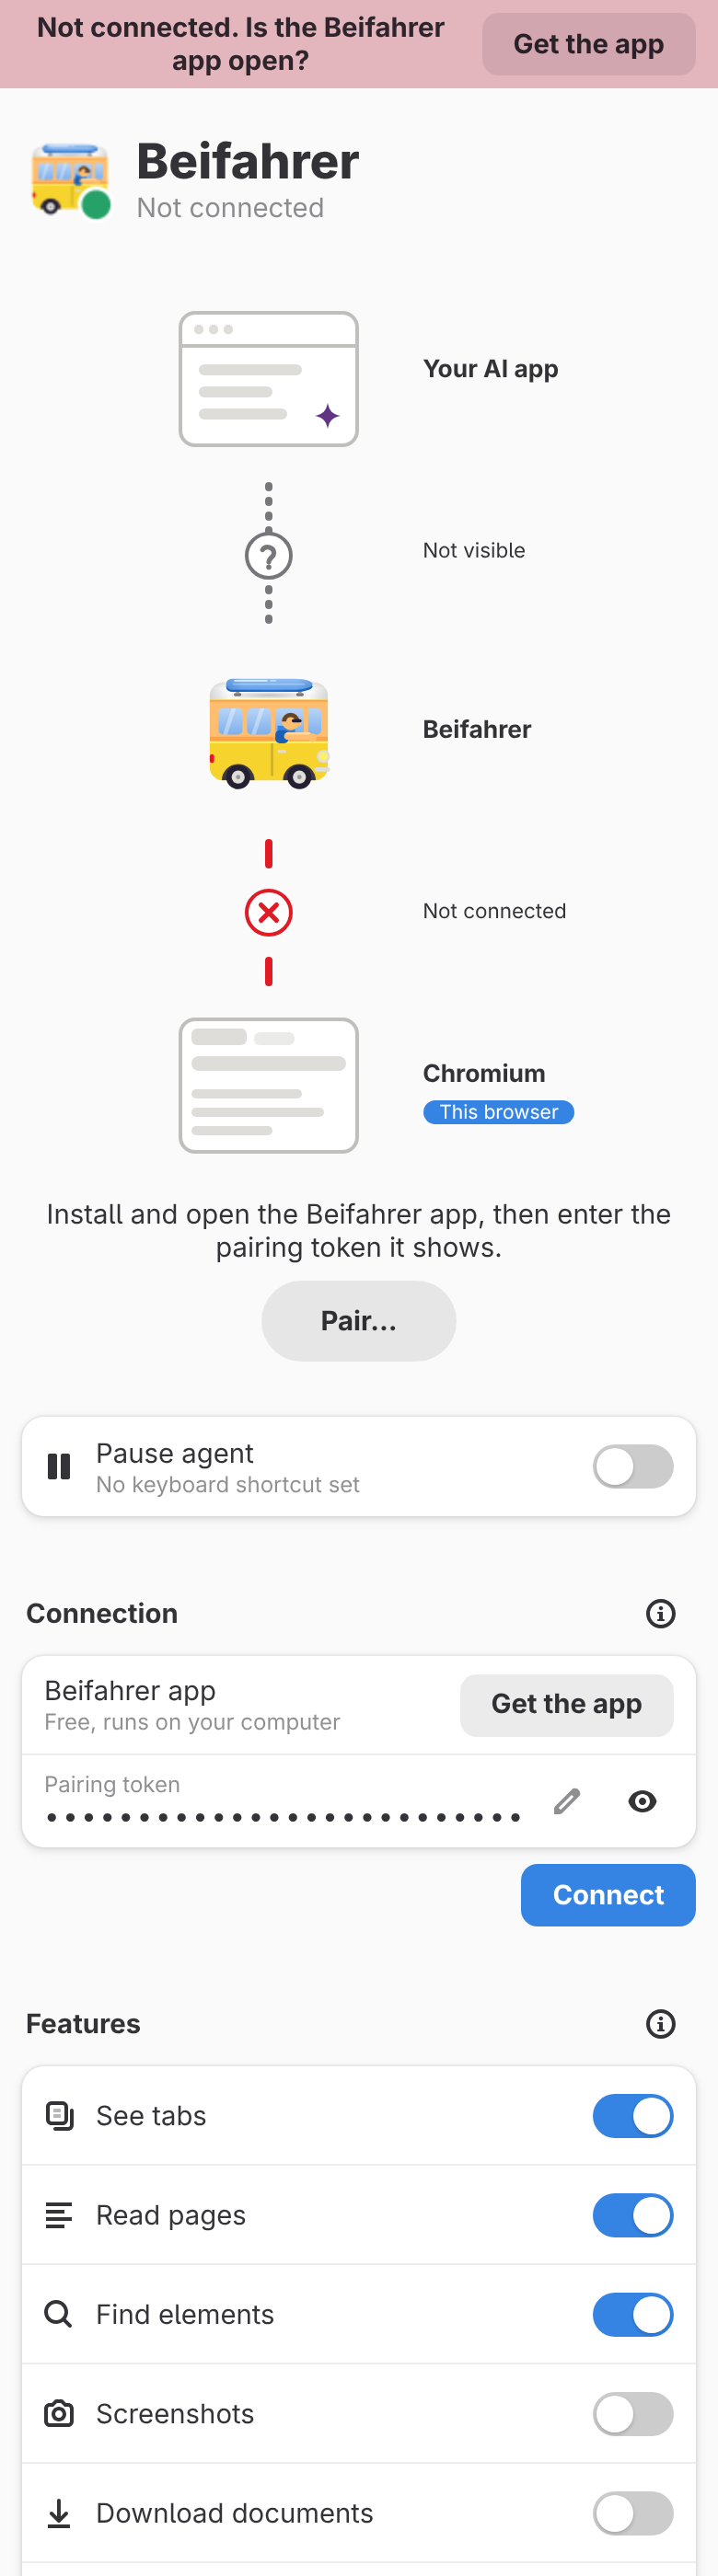 Not connected. Is the Beifahrer
app open?
Get the app
Beifahrer
Not connected
Your AI app
Not visible
Beifahrer
Not connected
Chromium
This browser
Install and open the Beifahrer app, then enter the
pairing token it shows.
Pair...
Pause agent
No keyboard shortcut set
Connection
Beifahrer app
Free, runs on your computer
Get the app
Pairing token
••••••••••••••••••••••••••
Connect
Features
See tabs
Read pages
Find elements
Screenshots
Download documents